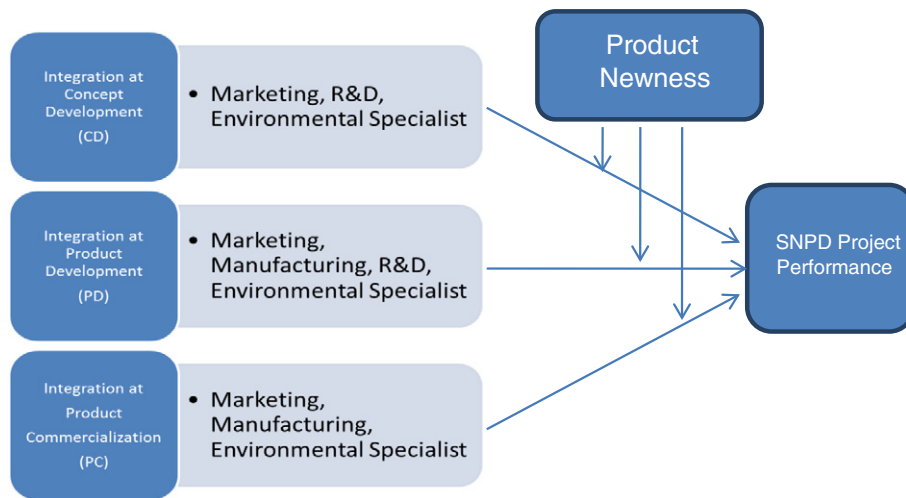 Product
Newness
Integration at
Concept
Development
(CD)
• Marketing, R&D,
Environmental Specialist
Integration at
Product
Development
(PD)
• Marketing,
Manufacturing, R&D,
Environmental Specialist
SNPD Project
Performance
Integration at
Product
Commercialization
(PC)
• Marketing,
Manufacturing,
Environmental Specialist